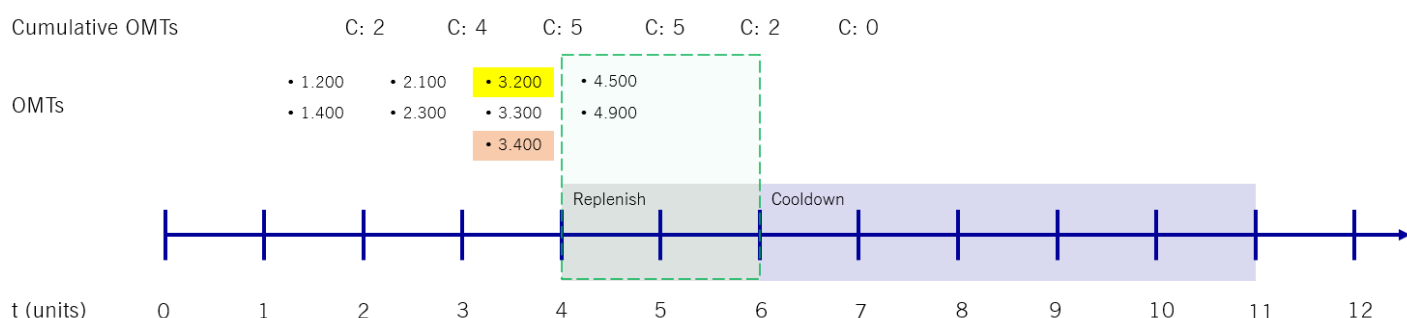 Cumulative OMTs C: 2 C: 4 C: 5 C: 5 C: 2 C: 0
OMTs
• 1.200 • 2.100 • 3.200 • 4.500
• 1.400 • 2.300 • 3.300 • 4.900
• 3.400
Replenish Cooldown
t (units) 0 1 2 3 4 5 6 7 8 9 10 11 12